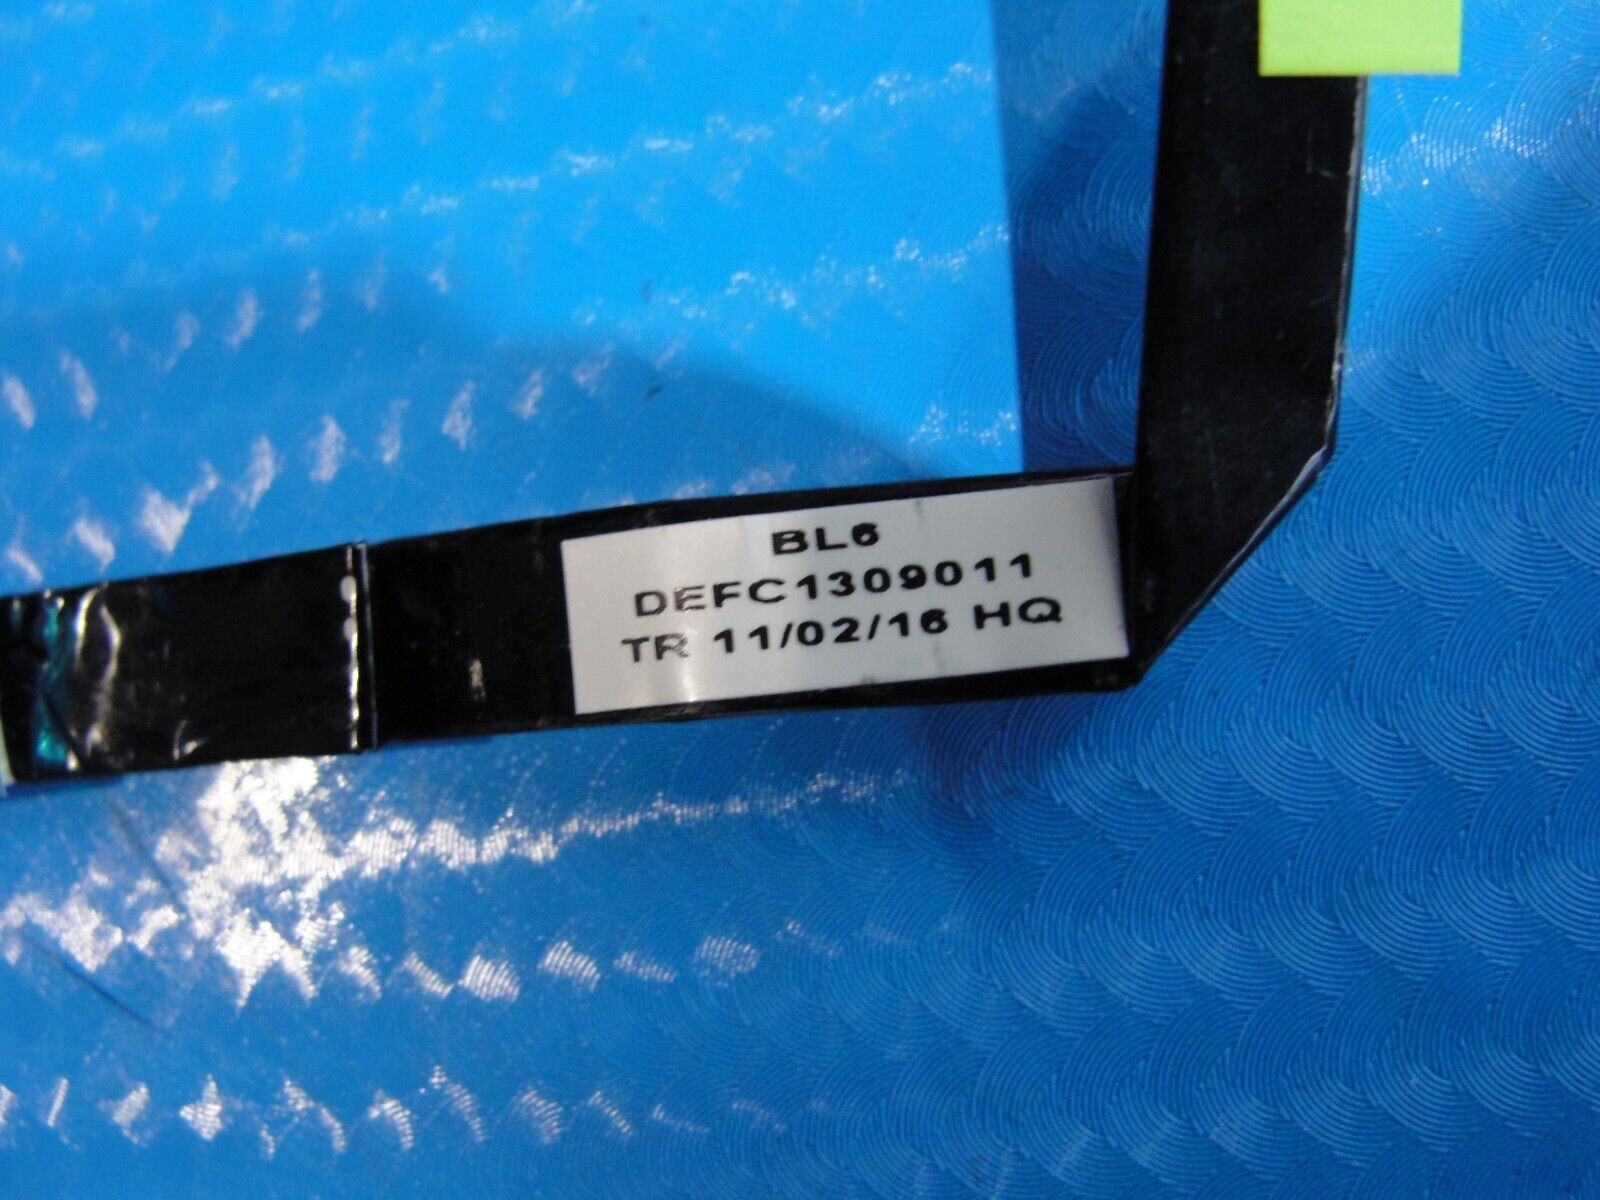 BL6
DEFC1309011
TR 11/02/16 HQ